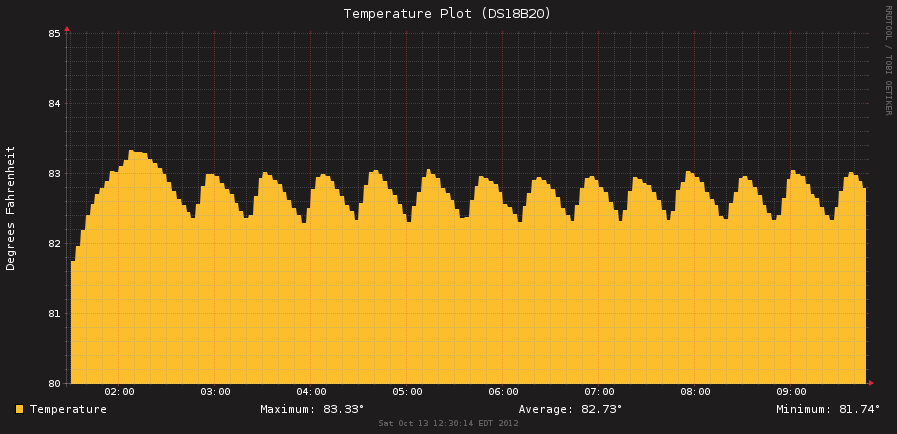 Temperature Plot (DS18B20)
RRDTOOL / TOBI OETIKER
Degrees Fahrenheit
85
84
83
82
81
80
02:00 03:00 04:00 05:00 06:00 07:00 08:00 09:00
Temperature Maximum: 83.33° Average: 82.73° Minimum: 81.74°
Sat Oct 13 12:30:14 EDT 2012